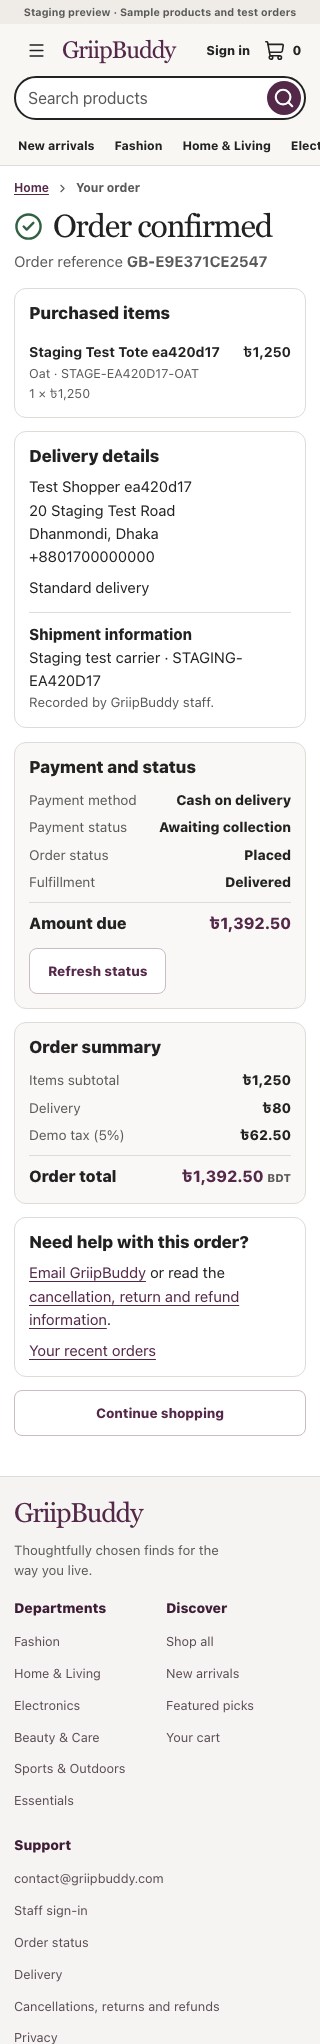 Staging preview · Sample products and test orders
GriipBuddy
Sign in
0
Search products
New arrivals Fashion Home & Living Elect
Home > Your order
Order confirmed
Order reference GB-E9E371CE2547
Purchased items
Staging Test Tote ea420d17 ৳1,250
Oat · STAGE-EA420D17-OAT
1 × ৳1,250
Delivery details
Test Shopper ea420d17
20 Staging Test Road
Dhanmondi, Dhaka
+8801700000000
Standard delivery
Shipment information
Staging test carrier · STAGING-
EA420D17
Recorded by GriipBuddy staff.
Payment and status
Payment method Cash on delivery
Payment status Awaiting collection
Order status Placed
Fulfillment Delivered
Amount due ৳1,392.50
Refresh status
Order summary
Items subtotal ৳1,250
Delivery ৳80
Demo tax (5%) ৳62.50
Order total ৳1,392.50 BDT
Need help with this order?
Email GriipBuddy or read the
cancellation, return and refund
information.
Your recent orders
Continue shopping
GriipBuddy
Thoughtfully chosen finds for the
way you live.
Departments
Fashion
Home & Living
Electronics
Beauty & Care
Sports & Outdoors
Essentials
Discover
Shop all
New arrivals
Featured picks
Your cart
Support
contact@griipbuddy.com
Staff sign-in
Order status
Delivery
Cancellations, returns and refunds
Privacy